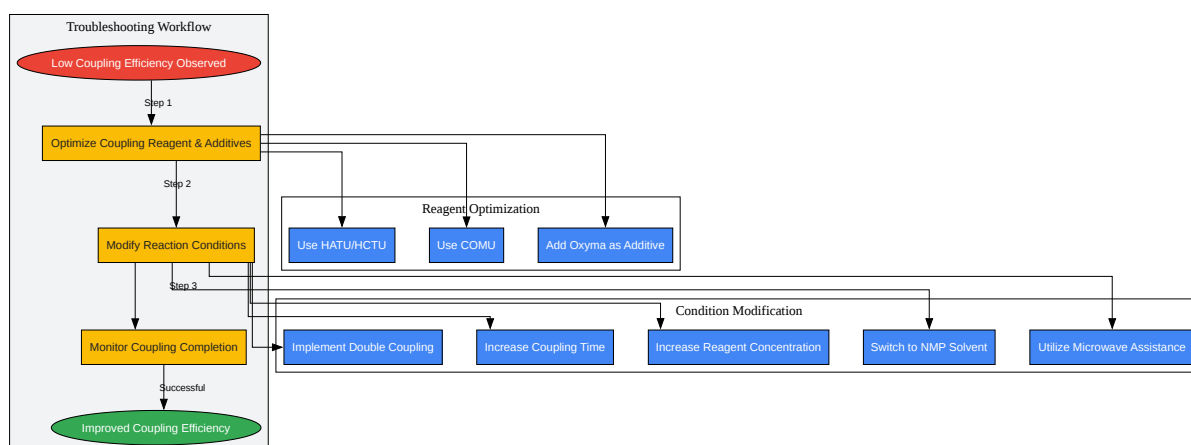 Troubleshooting Workflow
Low Coupling Efficiency Observed
Step 1
Optimize Coupling Reagent & Additives
Step 2
Reagent Optimization
Use HATU/HCTU
Use COMU
Add Oxyma as Additive
Modify Reaction Conditions
Step 3
Condition Modification
Monitor Coupling Completion
Implement Double Coupling
Increase Coupling Time
Increase Reagent Concentration
Switch to NMP Solvent
Utilize Microwave Assistance
Successful
Improved Coupling Efficiency